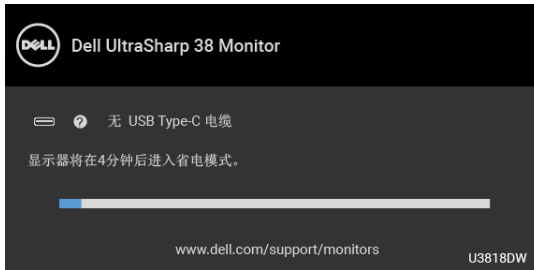 DELL Dell UltraSharp 38 Monitor
? 无 USB Type-C 电缆
显示器将在4分钟后进入省电模式。
www.dell.com/support/monitors
U3818DW